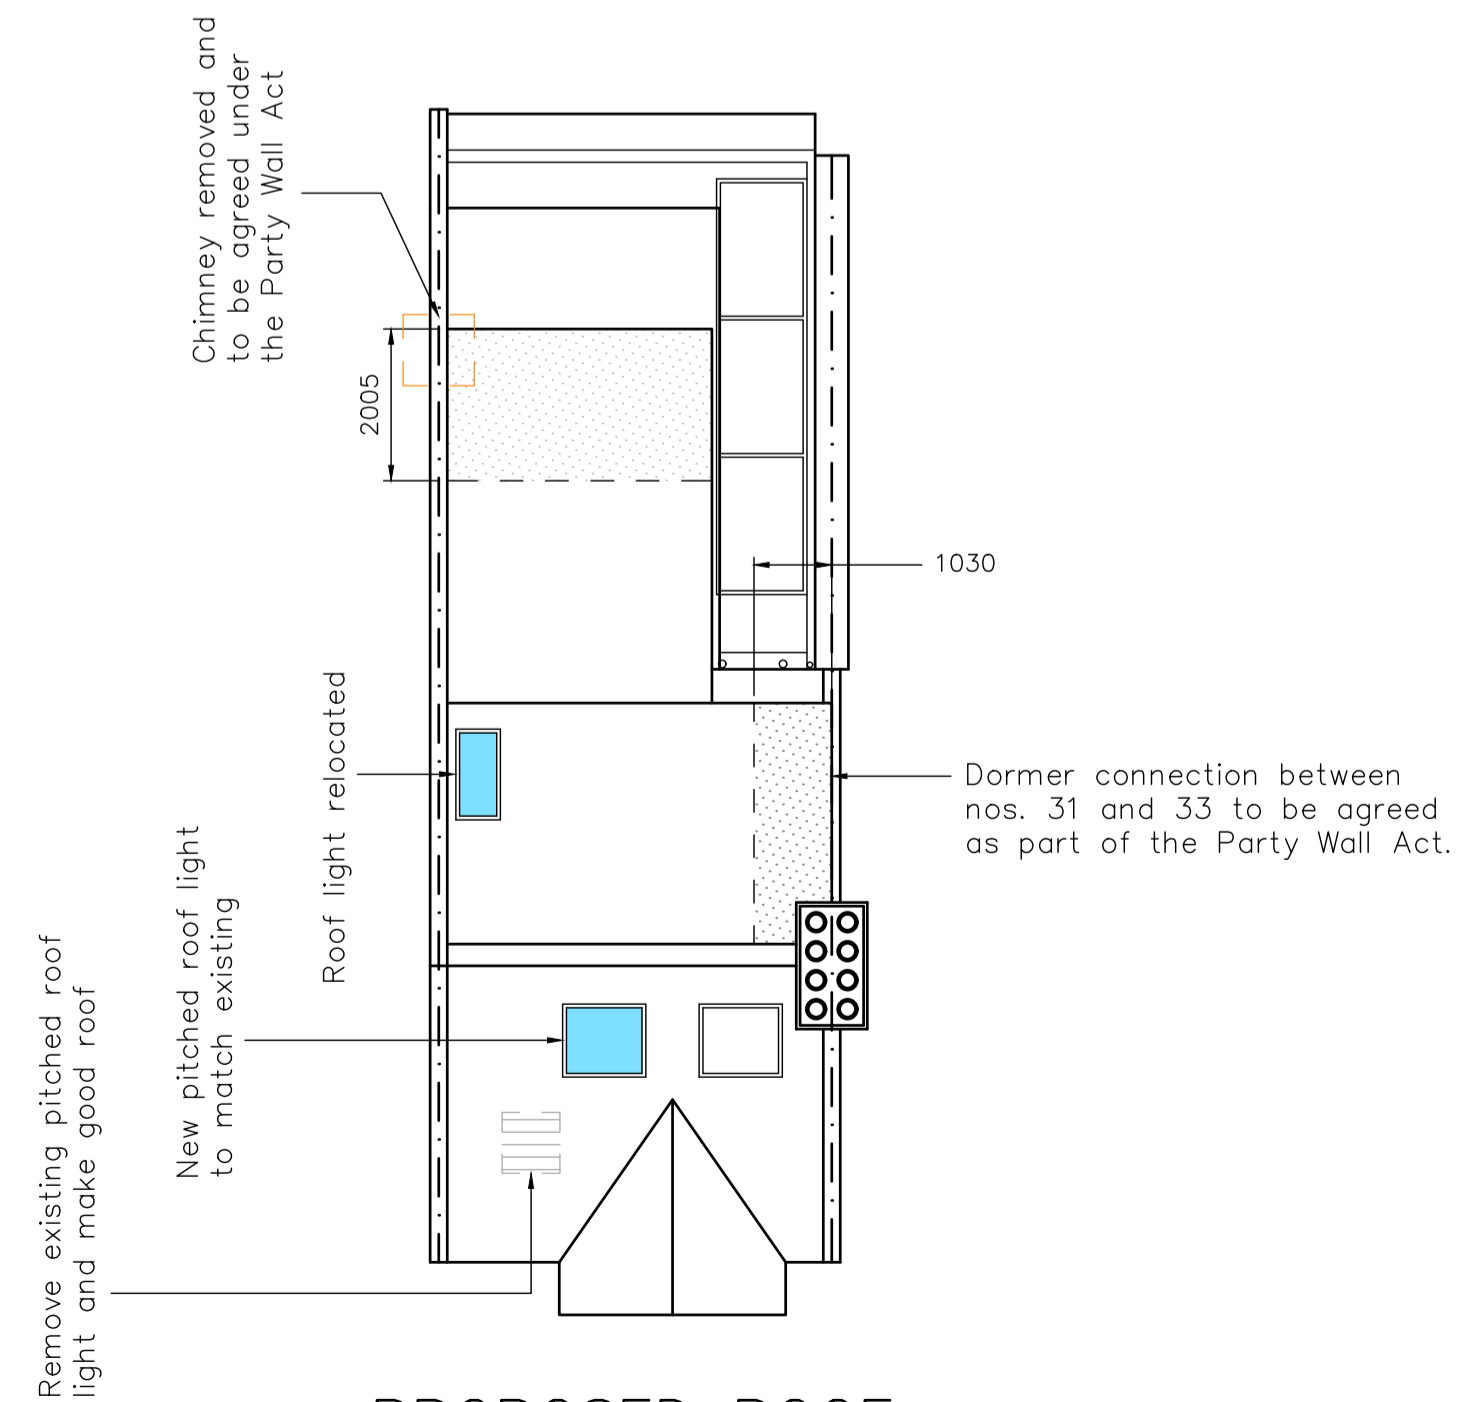 Chimney removed and
to be agreed under
the Party Wall Act
2005
1030
Roof light relocated
Dormer connection between
nos. 31 and 33 to be agreed
as part of the Party Wall Act.
New pitched roof light
to match existing
Remove existing pitched roof
light and make good roof
PROPOSED ROOF